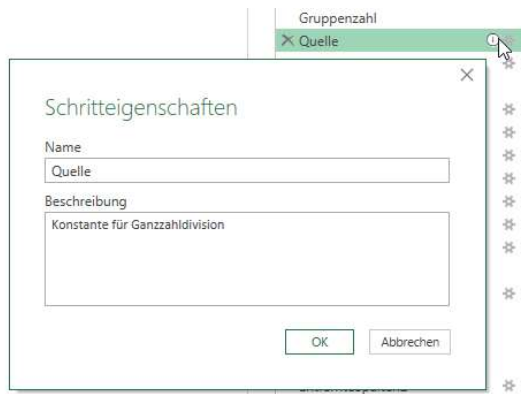 Gruppenzahl
Quelle
Schritteigenschaften
Name
Quelle
Beschreibung
Konstante für Ganzzahldivision
OK
Abbrechen